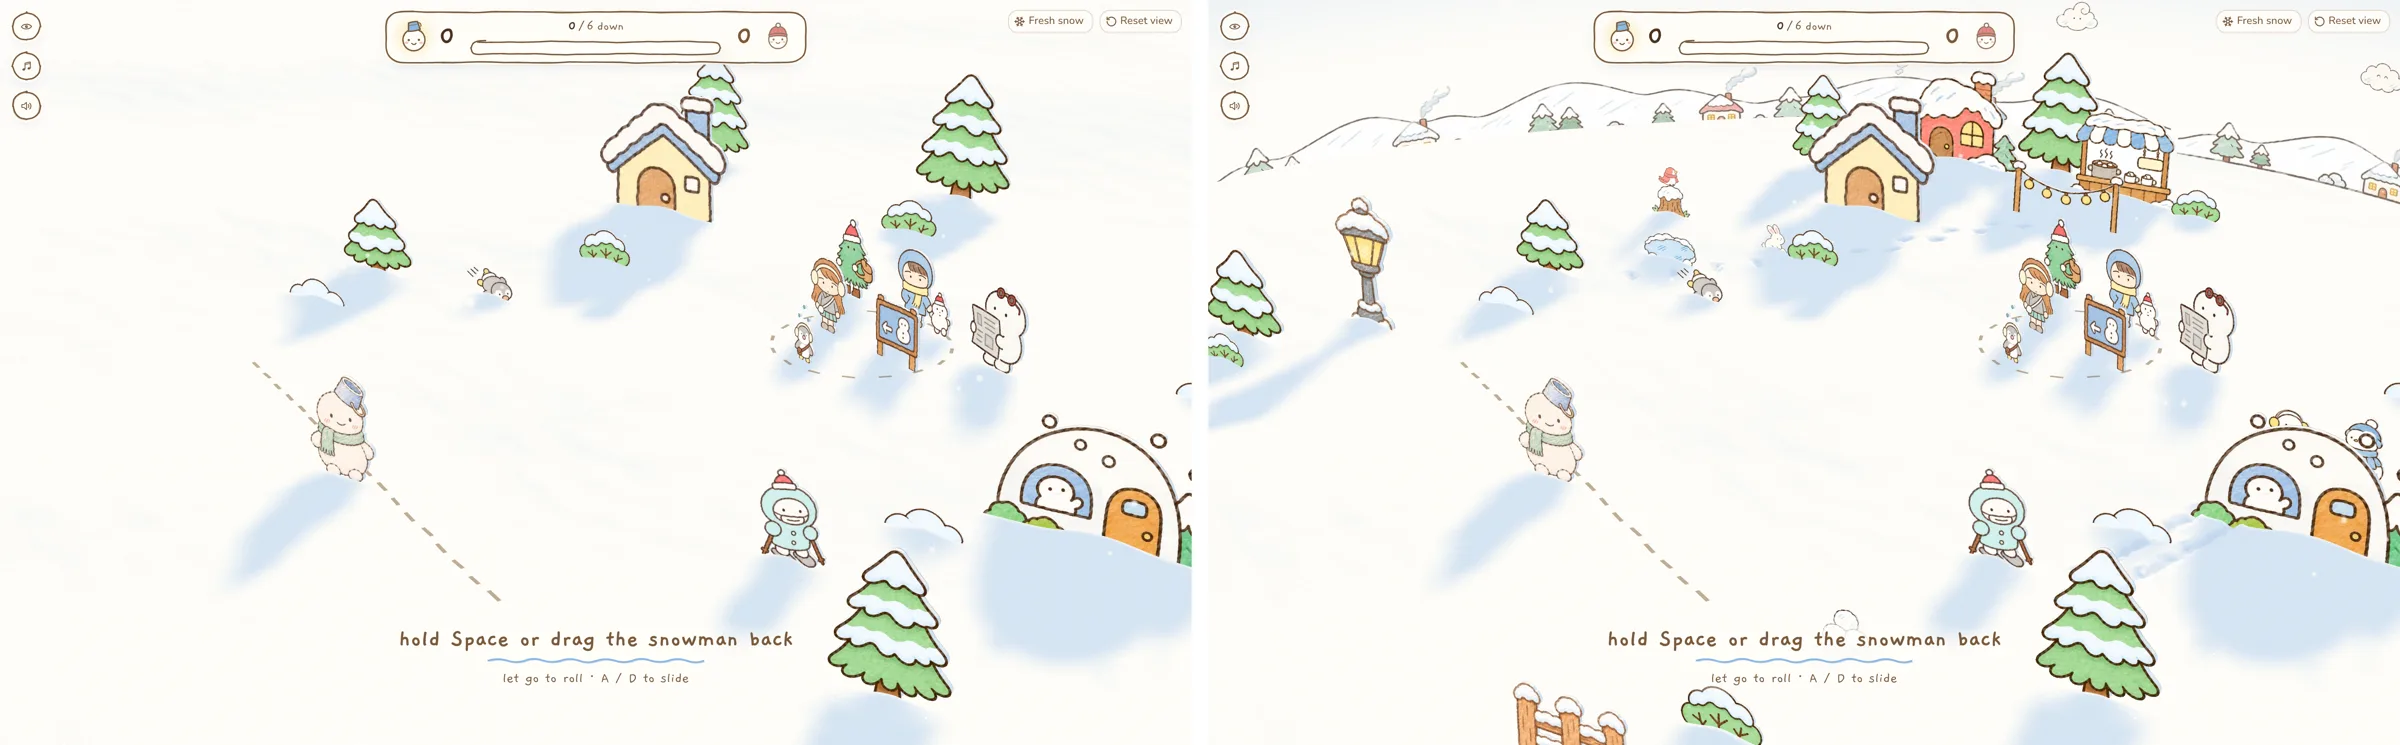 0 / 6 down
0 0
Fresh snow
Reset view
hold Space or drag the snowman back
let go to roll · A / D to slide
0 / 6 down
0 0
Fresh snow
Reset view
hold Space or drag the snowman back
let go to roll · A / D to slide